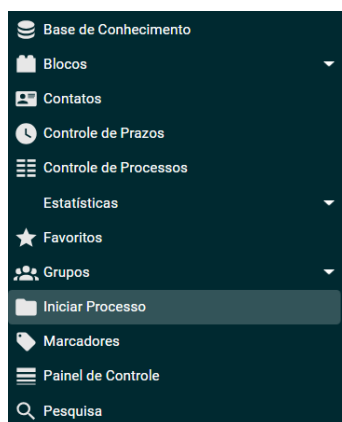 Base de Conhecimento
Blocos
Contatos
Controle de Prazos
Controle de Processos
Estatísticas
Favoritos
Grupos
Iniciar Processo
Marcadores
Painel de Controle
Pesquisa